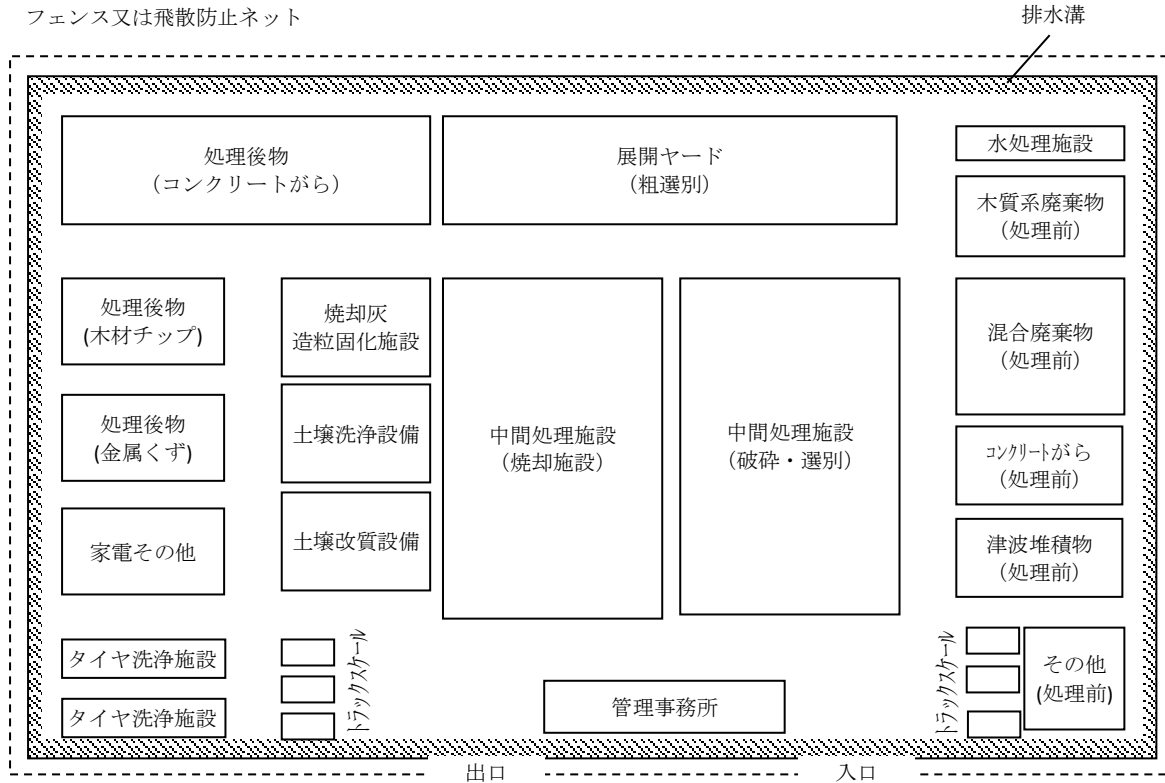 フェンス又は飛散防止ネット
排水溝
処理後物
（コンクリートがら）
展開ヤード
（粗選別）
水処理施設
木質系廃棄物
（処理前）
処理後物
(木材チップ)
焼却灰
造粒固化施設
混合廃棄物
（処理前）
処理後物
(金属くず)
土壌洗浄設備
中間処理施設
（焼却施設）
中間処理施設
（破砕・選別）
ｺﾝｸﾘｰﾄがら
（処理前）
家電その他
土壌改質設備
津波堆積物
（処理前）
タイヤ洗浄施設
タイヤ洗浄施設
トラックスケール
管理事務所
トラックスケール
その他
(処理前)
出口
入口